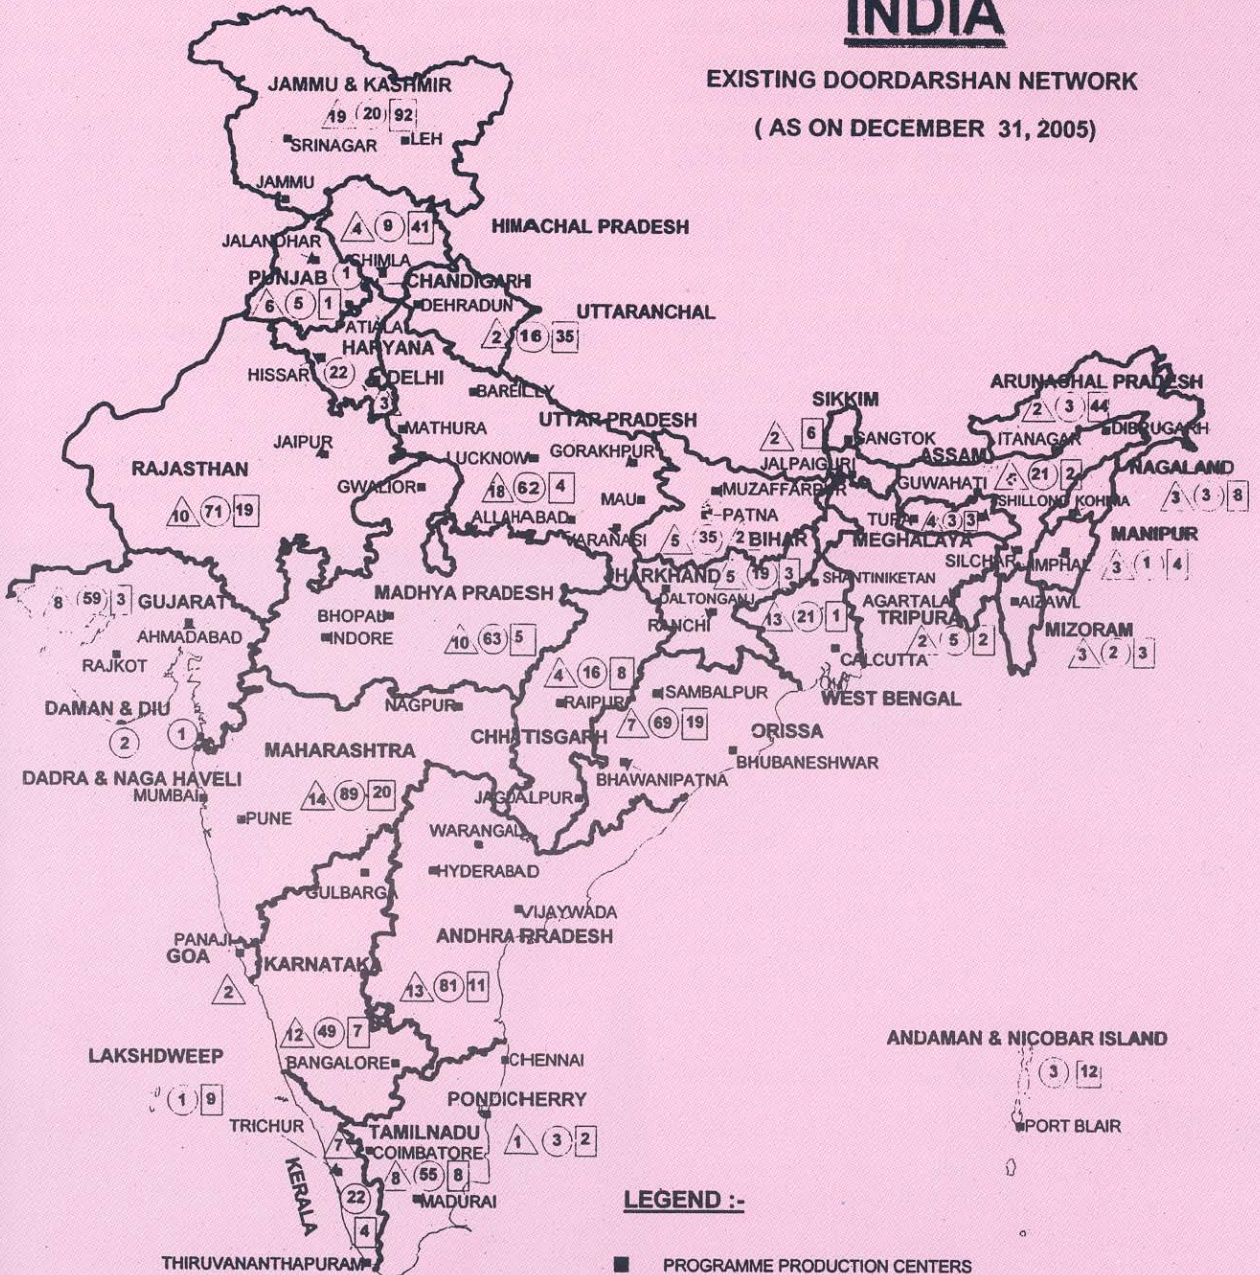 INDIA
EXISTING DOORDARSHAN NETWORK
( AS ON DECEMBER 31, 2005)
JAMMU & KASHMIR
19 20 92
SRINAGAR
LEH
JAMMU
4 9 41
HIMACHAL PRADESH
JALANDHAR
SHIMLA
PUNJAB 1
CHANDIGARH
6 5 1
DEHRADUN
UTTARANCHAL
PATIALA
2 16 35
HARYANA
HISSAR 22
DELHI
3
BAREILLY
ARUNACHAL PRADESH
2 3 44
SIKKIM
UTTAR PRADESH
MATHURA
2 6
SANGTOK
ITANAGAR
DIBRUGARH
JAIPUR
LUCKNOW
GORAKHPUR
JALPAIGURI
ASSAM
RAJASTHAN
NAGALAND
GWALIOR
18 62 4
MAU
MUZAFFARPUR
GUWAHATI
21 2
SHILLONG
KOHIMA
3 3 8
10 71 19
ALLAHABAD
PATNA
TURA
4 3 3
VARANASI
5 35 2
BIHAR
MEGHALAYA
MANIPUR
SILCHAR
IMPHAL
3 1 4
HARKHAND
5 19 3
SHANTINIKETAN
8 59 3
GUJARAT
MADHYA PRADESH
DALTONGANJ
AGARTALA
AIZAWL
BHOPAL
RANCHI
13 21 1
TRIPURA
AHMADABAD
INDORE
10 63 5
2 5 2
MIZORAM
3 2 3
RAJKOT
CALCUTTA
4 16 8
SAMBALPUR
WEST BENGAL
DaMAN & DIU
NAGPUR
RAIPUR
2
1
MAHARASHTRA
CHHATISGARH
7 69 19
ORISSA
BHUBANESHWAR
DADRA & NAGA HAVELI
BHAWANIPATNA
MUMBAI
14 89 20
JAGDALPUR
PUNE
WARANGAL
HYDERABAD
GULBARGA
VIJAYWADA
PANAJI
GOA
ANDHRA PRADESH
KARNATAKA
2
13 81 11
12 49 7
ANDAMAN & NICOBAR ISLAND
LAKSHDWEEP
BANGALORE
CHENNAI
3 12
1 9
PONDICHERRY
TRICHUR
PORT BLAIR
TAMILNADU
1 3 2
7
COIMBATORE
KERALA
8 55 8
22
MADURAI
LEGEND :-
4
THIRUVANANTHAPURAM
PROGRAMME PRODUCTION CENTERS